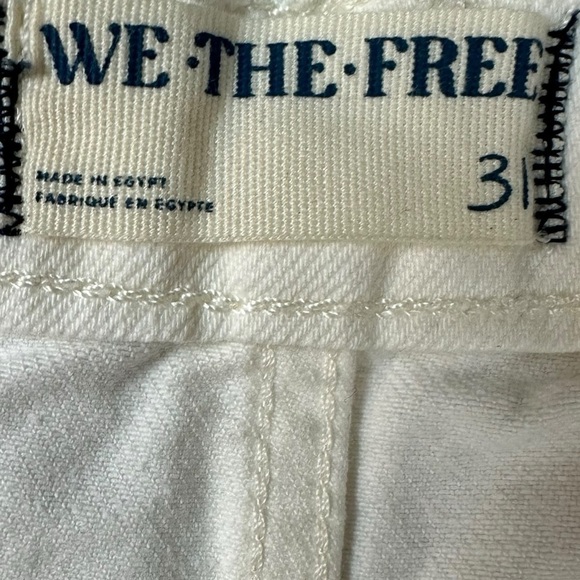 WE·THE·FREE
MADE IN EGYPT
FABRIQUE EN EGYPTE
31